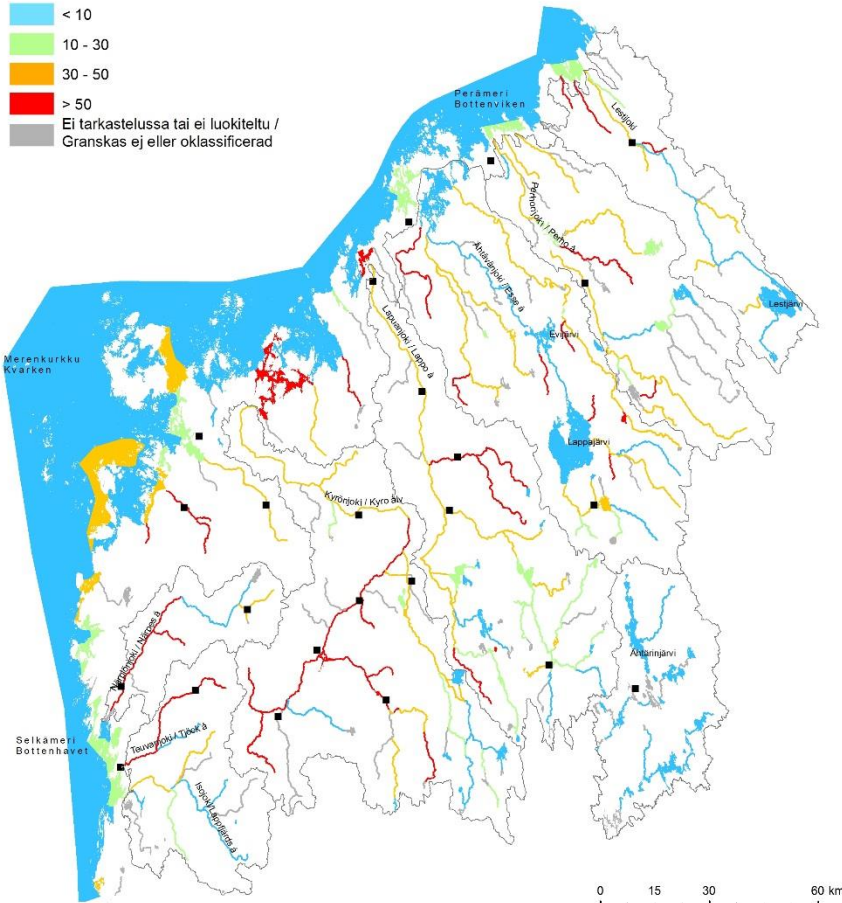 < 10
10 - 30
30 - 50
> 50
Ei tarkastelussa tai ei luokiteltu /
Granskas ej eller oklassificerad
Perämeri
Bottenviken
Lestijoki
Perhonjoki / Perho å
Ähtävänjoki / Esse å
Lestijärvi
Evijärvi
Lapuanjoki / Lappo å
Merenkurkku
Kvarken
Lappajärvi
Kyrönjoki / Kyro älv
Ähtärinjärvi
Närpiönjoki / Närpes å
Selkämeri
Bottenhavet
Teuvanjoki / Tjöck å
Isojoki/Lappfjärds å
0 15 30 60 km